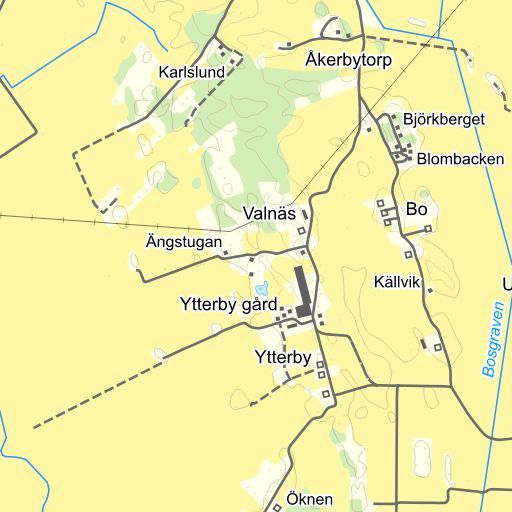 Åkerbytorp
Karlslund
Björkberget
Blombacken
Valnäs
Bo
Ängstugan
Källvik
U
Ytterby gård
Bosgraven
Ytterby
Öknen